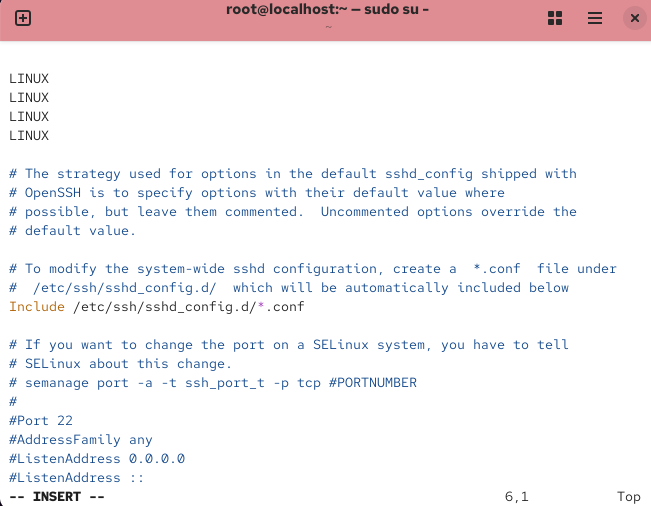 root@localhost:~ — sudo su -
~
LINUX
LINUX
LINUX
LINUX
# The strategy used for options in the default sshd_config shipped with
# OpenSSH is to specify options with their default value where
# possible, but leave them commented.  Uncommented options override the
# default value.
# To modify the system-wide sshd configuration, create a  *.conf  file under
#  /etc/ssh/sshd_config.d/  which will be automatically included below
Include /etc/ssh/sshd_config.d/*.conf
# If you want to change the port on a SELinux system, you have to tell
# SELinux about this change.
# semanage port -a -t ssh_port_t -p tcp #PORTNUMBER
#
#Port 22
#AddressFamily any
#ListenAddress 0.0.0.0
#ListenAddress ::
-- INSERT -- 6,1 Top